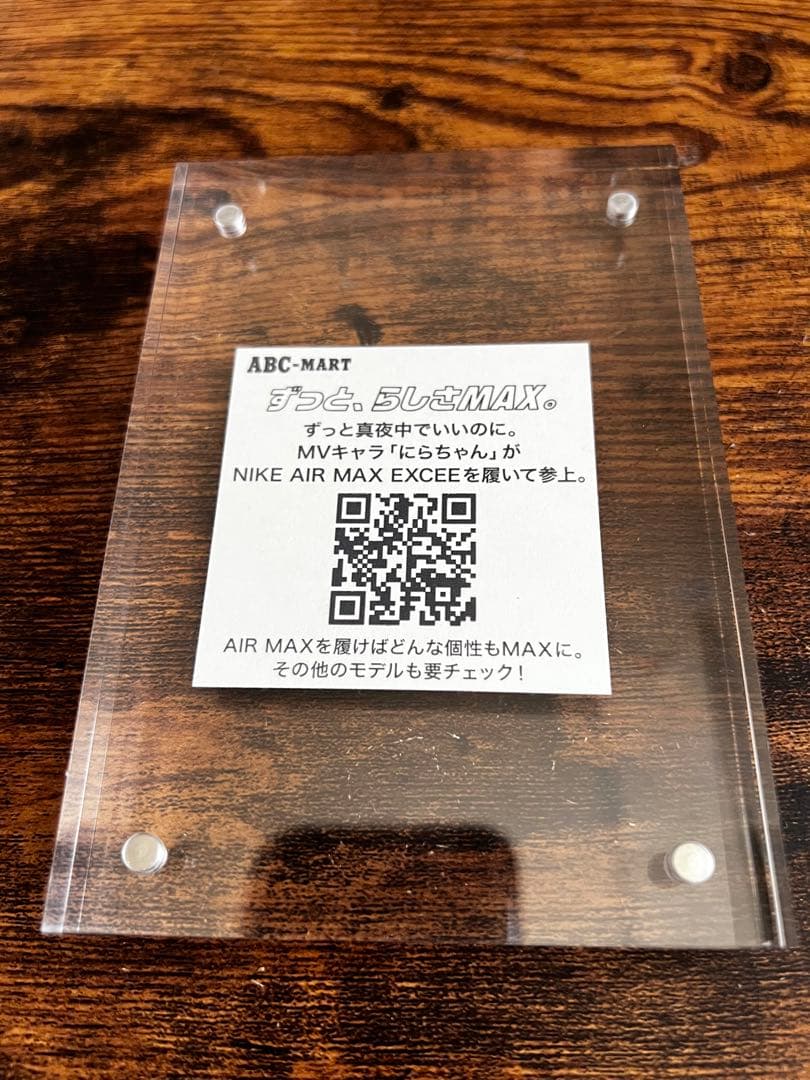 ABC-MART
ずっと、らしさMAX。
ずっと真夜中でいいのに。
MVキャラ「にらちゃん」が
NIKE AIR MAX EXCEEを履いて参上。
AIR MAXを履けばどんな個性もMAXに。
その他のモデルも要チェック！